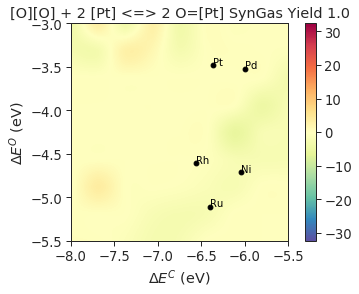 [O][O] + 2 [Pt] <=> 2 O=[Pt] SynGas Yield 1.0
−3.0
−3.5
−4.0
−4.5
−5.0
−5.5
ΔE^O (eV)
Pt
Pd
Rh
Ni
Ru
−8.0 −7.5 −7.0 −6.5 −6.0 −5.5
ΔE^C (eV)
30
20
10
0
−10
−20
−30